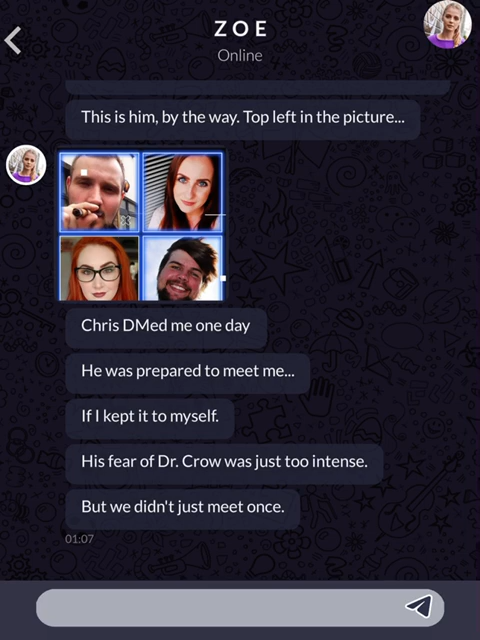 ZOE
Online
This is him, by the way. Top left in the picture...
Chris DMed me one day
He was prepared to meet me...
If I kept it to myself.
His fear of Dr. Crow was just too intense.
But we didn't just meet once.
01:07